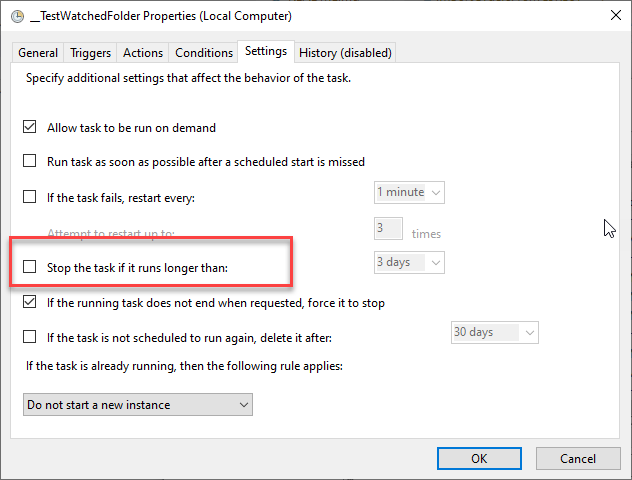 __TestWatchedFolder Properties (Local Computer)
General Triggers Actions Conditions Settings History (disabled)
Specify additional settings that affect the behavior of the task.
Allow task to be run on demand
Run task as soon as possible after a scheduled start is missed
If the task fails, restart every: 1 minute
Attempt to restart up to: 3 times
Stop the task if it runs longer than: 3 days
If the running task does not end when requested, force it to stop
If the task is not scheduled to run again, delete it after: 30 days
If the task is already running, then the following rule applies:
Do not start a new instance
OK Cancel